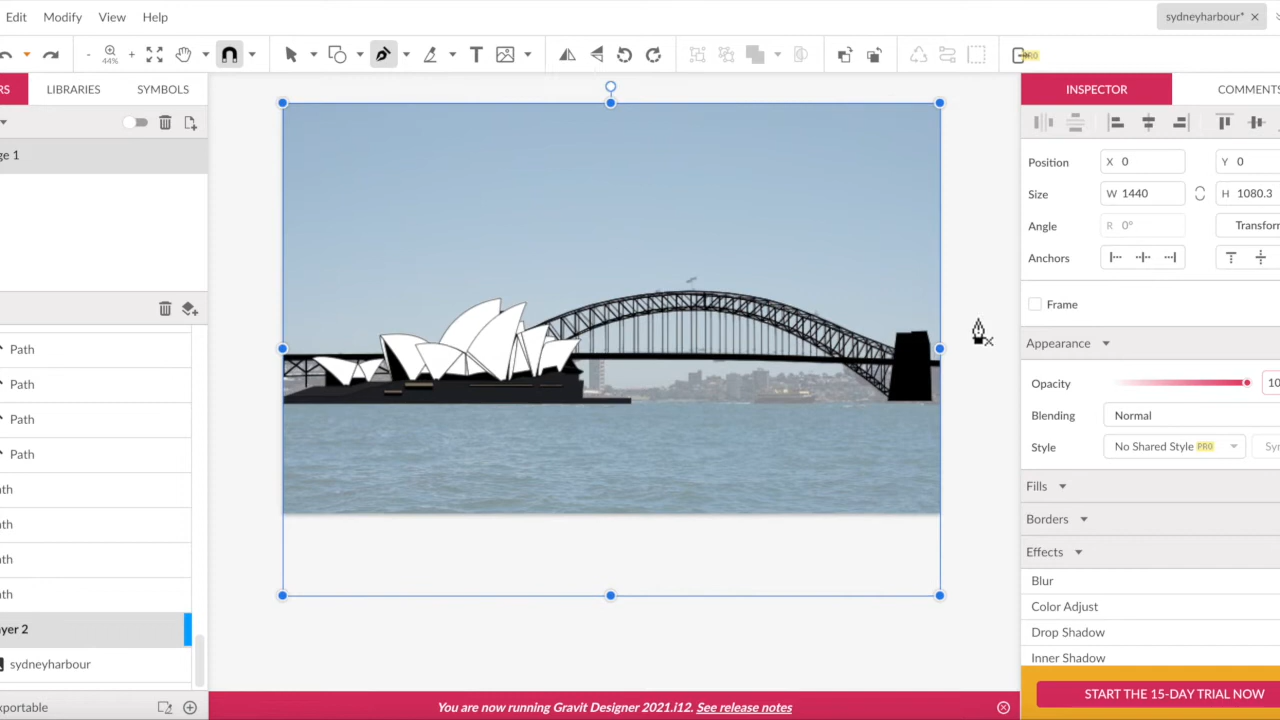 Edit Modify View Help sydneyharbour*
- 44% + PRO
RS LIBRARIES SYMBOLS INSPECTOR COMMENTS
ge 1
Position X 0 Y 0
Size W 1440 H 1080.3
Angle R 0° Transform
Anchors
Frame
Path Appearance
Path Opacity 10
Path Blending Normal
Path Style No Shared Style PRO Syn
ath Fills
ath Borders
ath Effects
ath Blur
Color Adjust
ayer 2 Drop Shadow
sydneyharbour Inner Shadow
xportable You are now running Gravit Designer 2021.i12. See release notes START THE 15-DAY TRIAL NOW